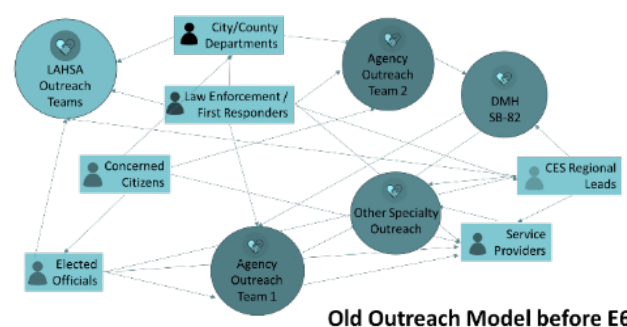 City/County
Departments
LAHSA
Outreach
Teams
Agency
Outreach
Team 2
Law Enforcement /
First Responders
DMH
SB-82
Concerned
Citizens
CES Regional
Leads
Other Specialty
Outreach
Service
Providers
Elected
Officials
Agency
Outreach
Team 1
Old Outreach Model before E6